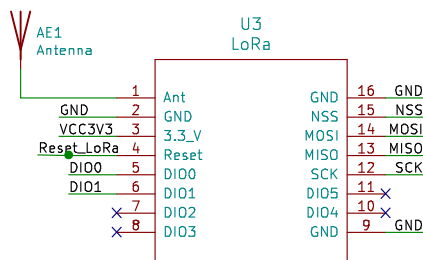 U3
LoRa
AE1
Antenna
1 Ant GND 16 GND
GND 2 GND NSS 15 NSS
VCC3V3 3 3.3_V MOSI 14 MOSI
Reset_LoRa 4 Reset MISO 13 MISO
DIO0 5 DIO0 SCK 12 SCK
DIO1 6 DIO1 DIO5 11
7 DIO2 DIO4 10
8 DIO3 GND 9 GND